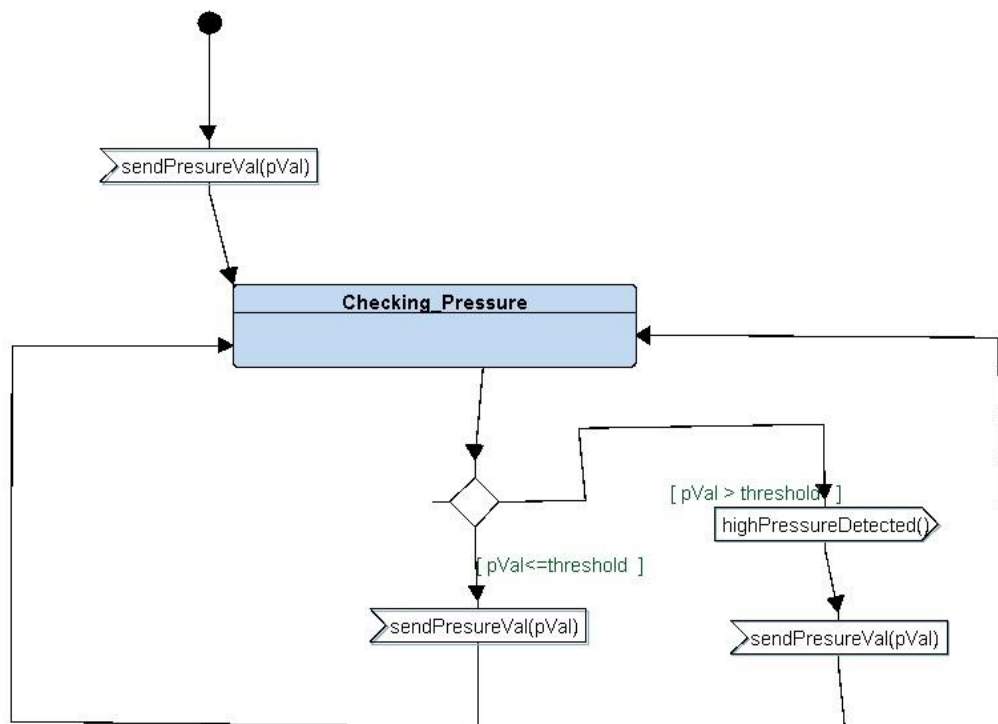 sendPresureVal(pVal)
Checking_Pressure
[ pVal > threshold ]
highPressureDetected()
[ pVal<=threshold ]
sendPresureVal(pVal)
sendPresureVal(pVal)